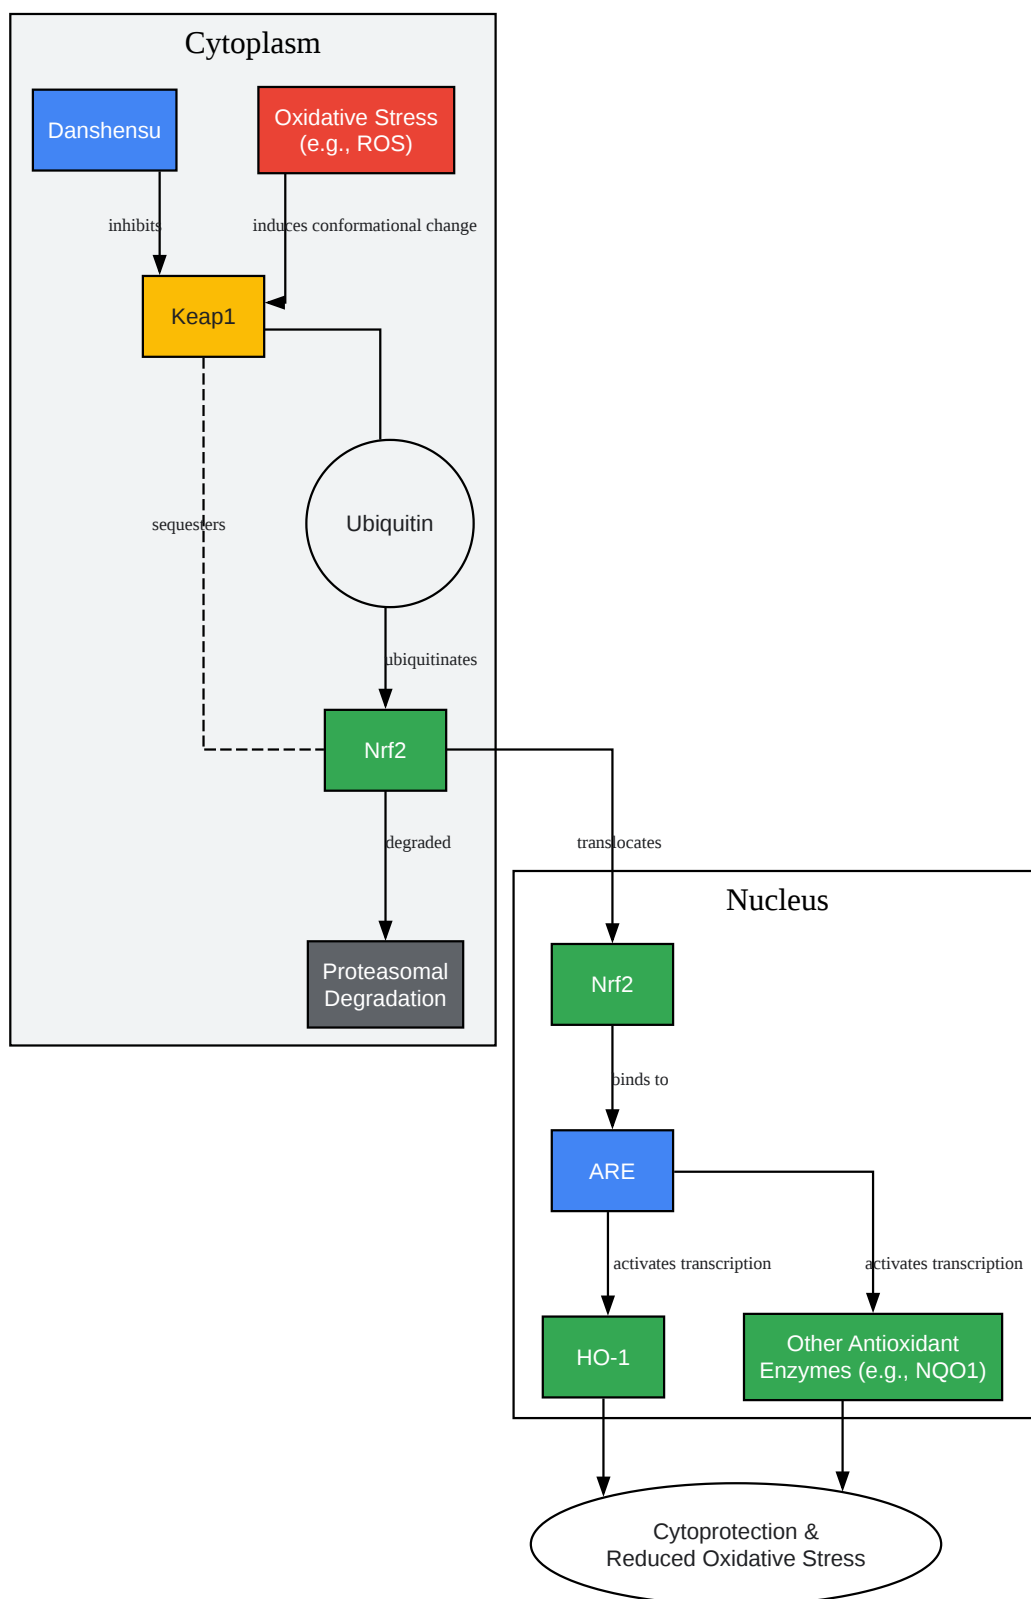 Cytoplasm
Danshensu
Oxidative Stress
(e.g., ROS)
inhibits
induces conformational change
Keap1
Ubiquitin
sequesters
ubiquitinates
Nrf2
degraded
translocates
Proteasomal
Degradation
Nucleus
Nrf2
binds to
ARE
activates transcription
activates transcription
HO-1
Other Antioxidant
Enzymes (e.g., NQO1)
Cytoprotection &
Reduced Oxidative Stress